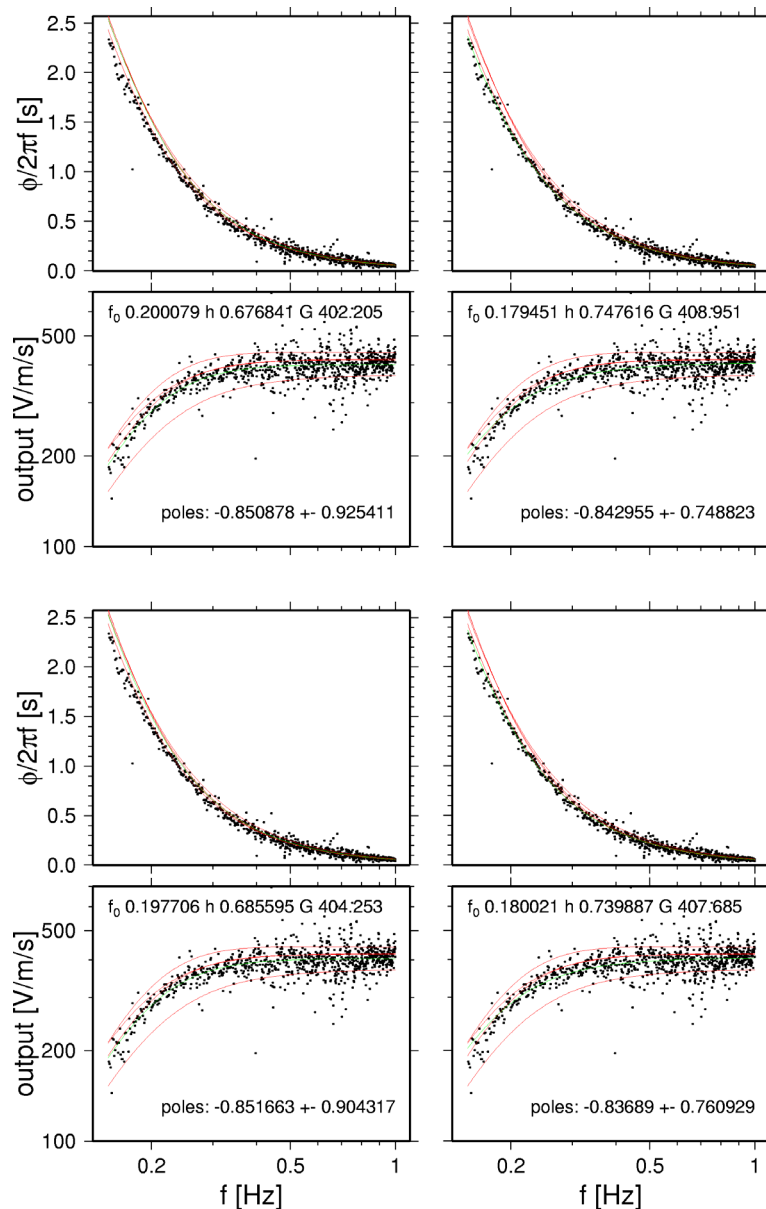 2.5
2.0
1.5
1.0
0.5
0.0
ϕ/2πf [s]
f0 0.200079 h 0.676841 G 402.205
f0 0.179451 h 0.747616 G 408.951
500
200
100
output [V/m/s]
poles: -0.850878 +- 0.925411
poles: -0.842955 +- 0.748823
2.5
2.0
1.5
1.0
0.5
0.0
ϕ/2πf [s]
f0 0.197706 h 0.685595 G 404.253
f0 0.180021 h 0.739887 G 407.685
500
200
100
output [V/m/s]
poles: -0.851663 +- 0.904317
poles: -0.83689 +- 0.760929
0.2 0.5 1
0.2 0.5 1
f [Hz]
f [Hz]